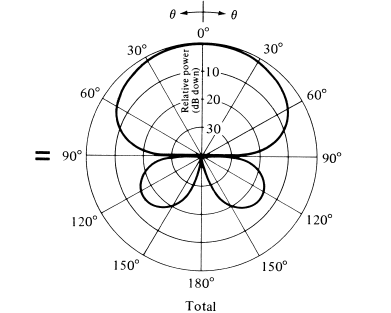 θ θ
0°
30° 30°
Relative power
(dB down)
10
60° 20 60°
30
= 90° 90°
120° 120°
150° 150°
180°
Total